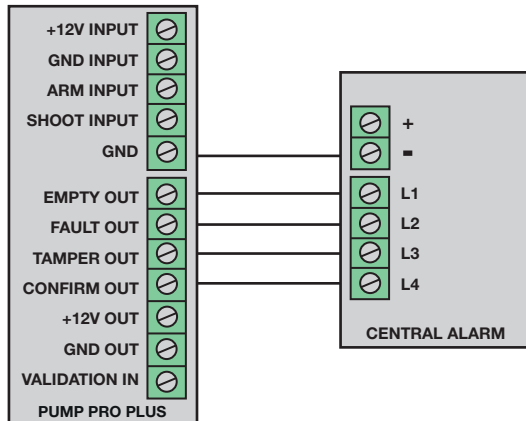 +12V INPUT
GND INPUT
ARM INPUT
SHOOT INPUT
GND
EMPTY OUT
FAULT OUT
TAMPER OUT
CONFIRM OUT
+12V OUT
GND OUT
VALIDATION IN
PUMP PRO PLUS
+
-
L1
L2
L3
L4
CENTRAL ALARM